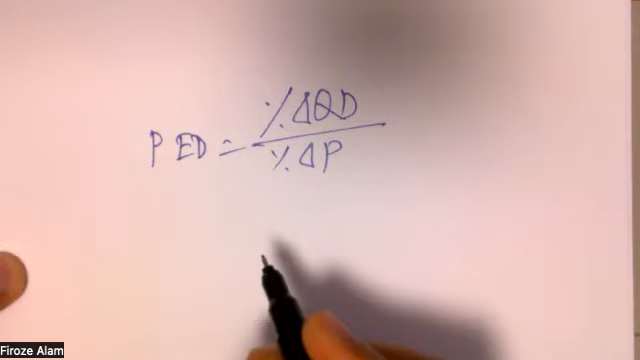 PED = %ΔQD
%ΔP
Firoze Alam